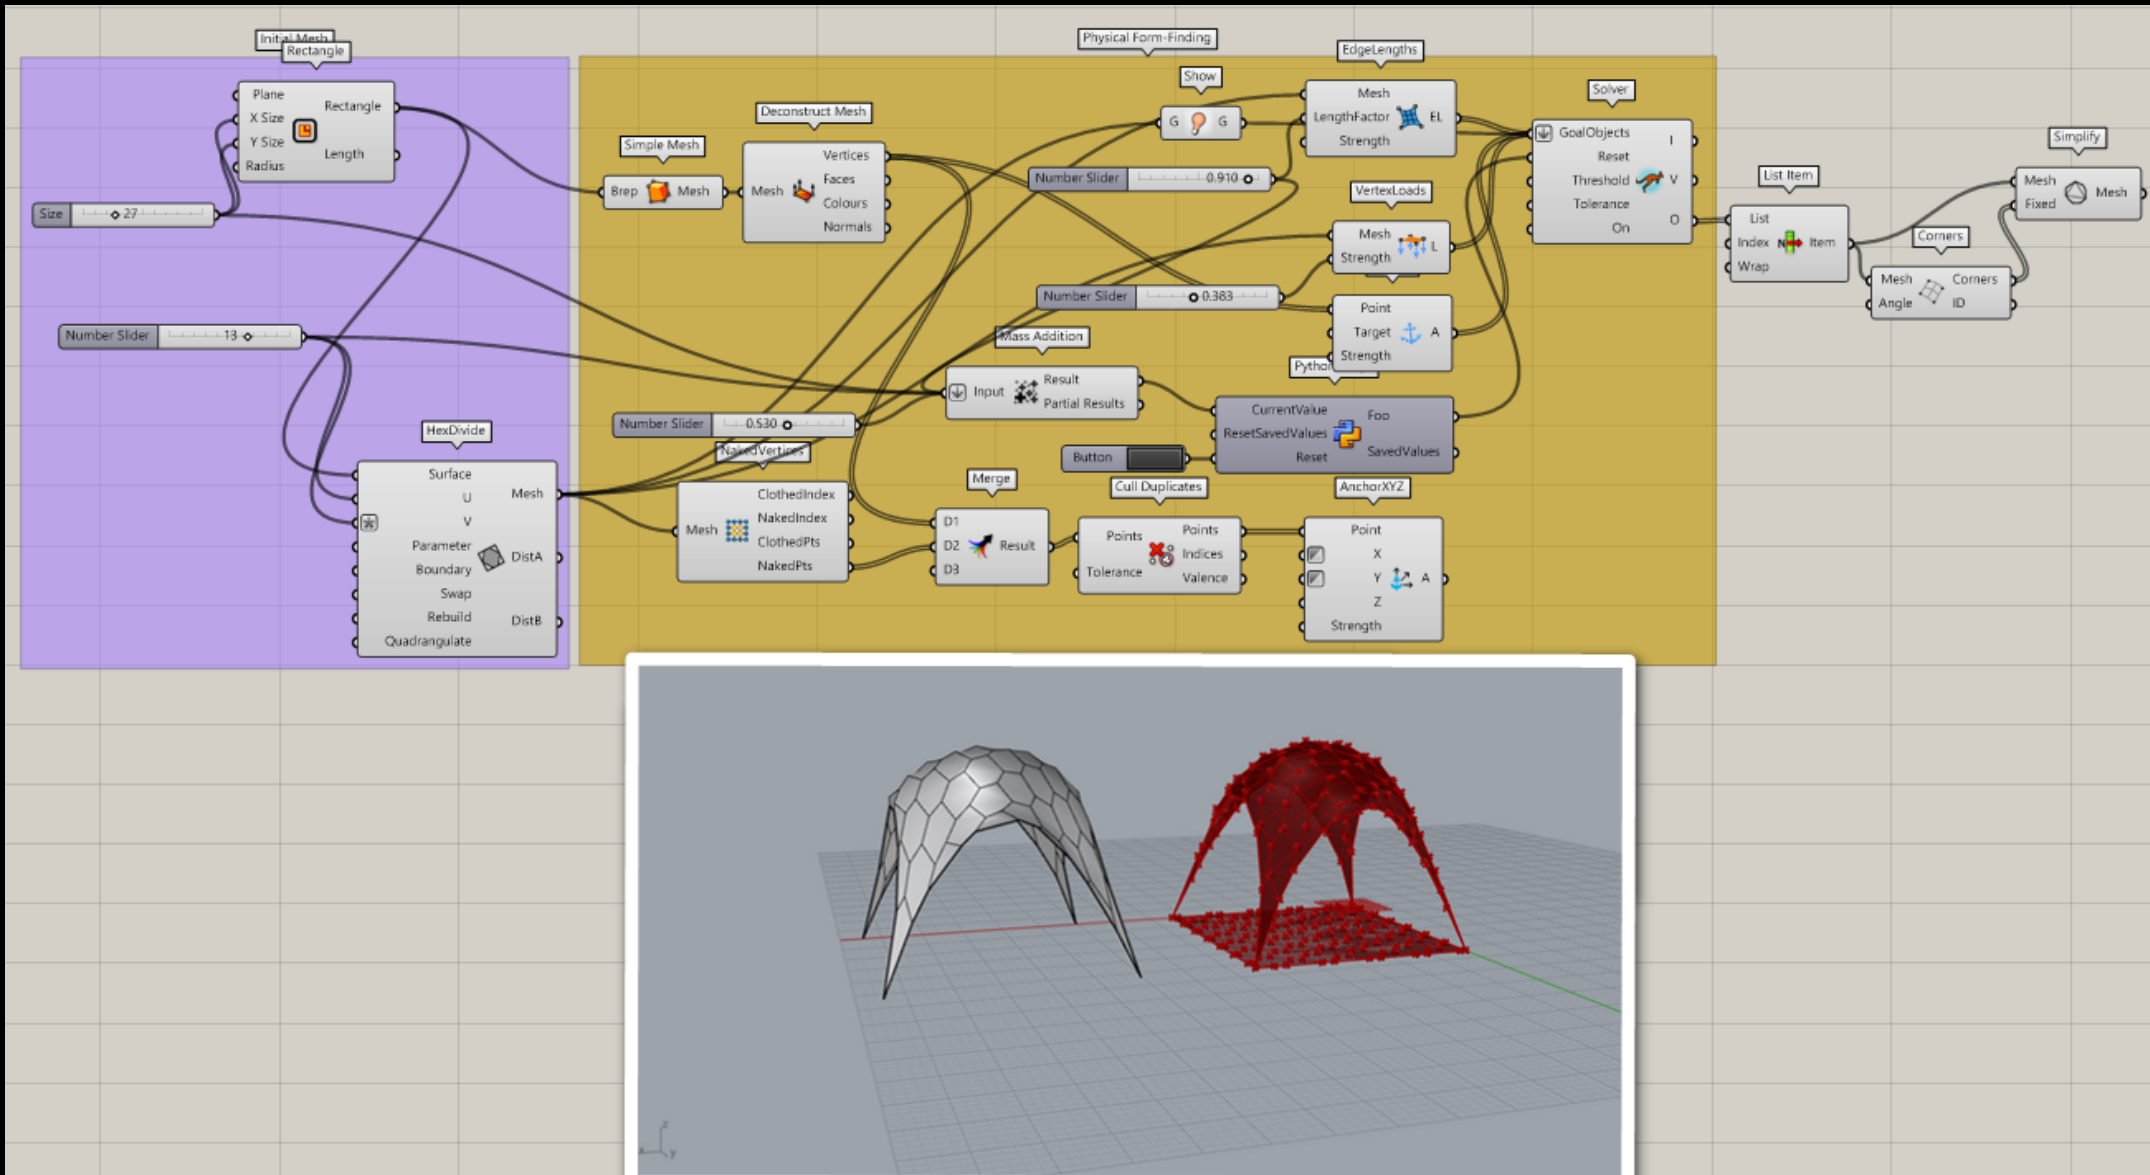 Initial Mesh
Rectangle
Plane
X Size
Y Size
Radius
Rectangle
Length
Size
27
Number Slider
13
HexDivide
Surface
U
V
Parameter
Boundary
Swap
Rebuild
Quadrangulate
Mesh
DistA
DistB
Physical Form-Finding
Simple Mesh
Brep
Mesh
Deconstruct Mesh
Mesh
Vertices
Faces
Colours
Normals
Show
G
G
Number Slider
0.910
EdgeLengths
Mesh
LengthFactor
Strength
EL
VertexLoads
Mesh
Strength
L
Number Slider
0.383
Point
Target
Strength
A
Mass Addition
Input
Result
Partial Results
Number Slider
0.530
NakedVertices
Mesh
ClothedIndex
NakedIndex
ClothedPts
NakedPts
Button
Python
CurrentValue
ResetSavedValues
Reset
Foo
SavedValues
Merge
D1
D2
D3
Result
Cull Duplicates
Points
Tolerance
Points
Indices
Valence
AnchorXYZ
Point
X
Y
Z
Strength
A
Solver
GoalObjects
Reset
Threshold
Tolerance
On
I
V
O
List Item
List
Index
Wrap
N
Item
Corners
Mesh
Angle
Corners
ID
Simplify
Mesh
Fixed
Mesh
z
x
y